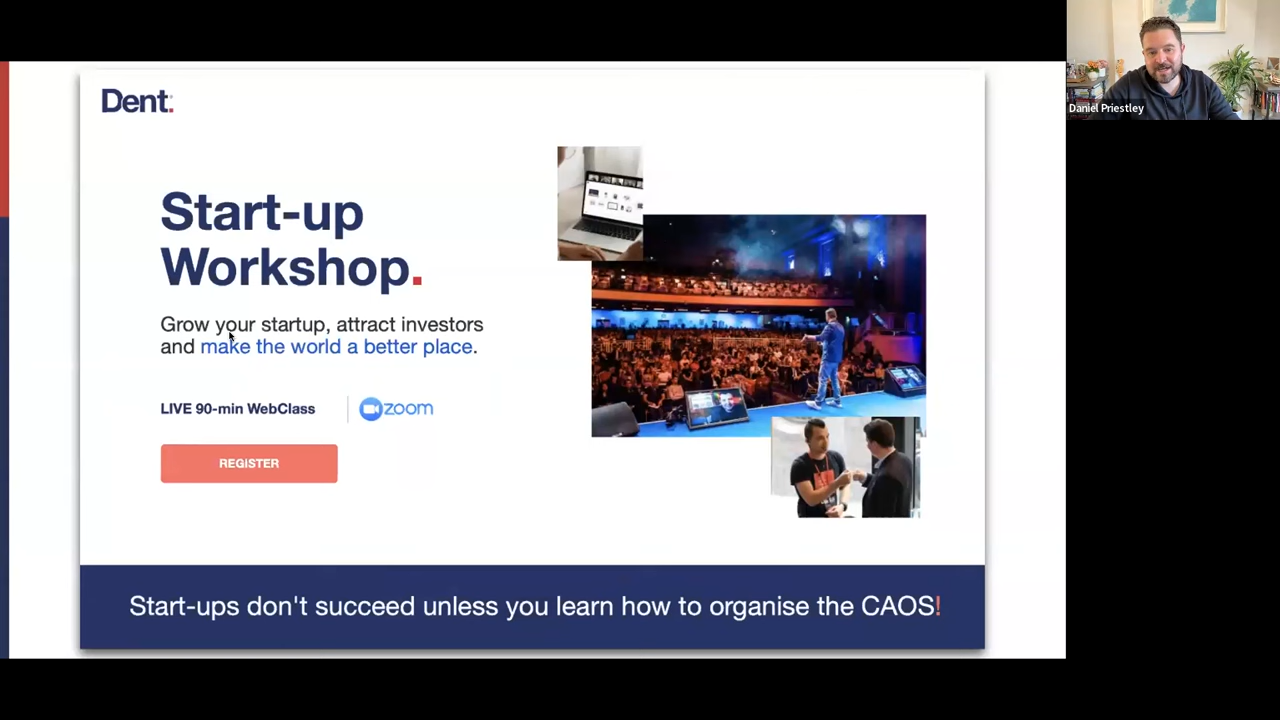 Dent:
Start-up
Workshop.
Grow your startup, attract investors
and make the world a better place.
LIVE 90-min WebClass
zoom
REGISTER
Start-ups don't succeed unless you learn how to organise the CAOS!
Daniel Priestley